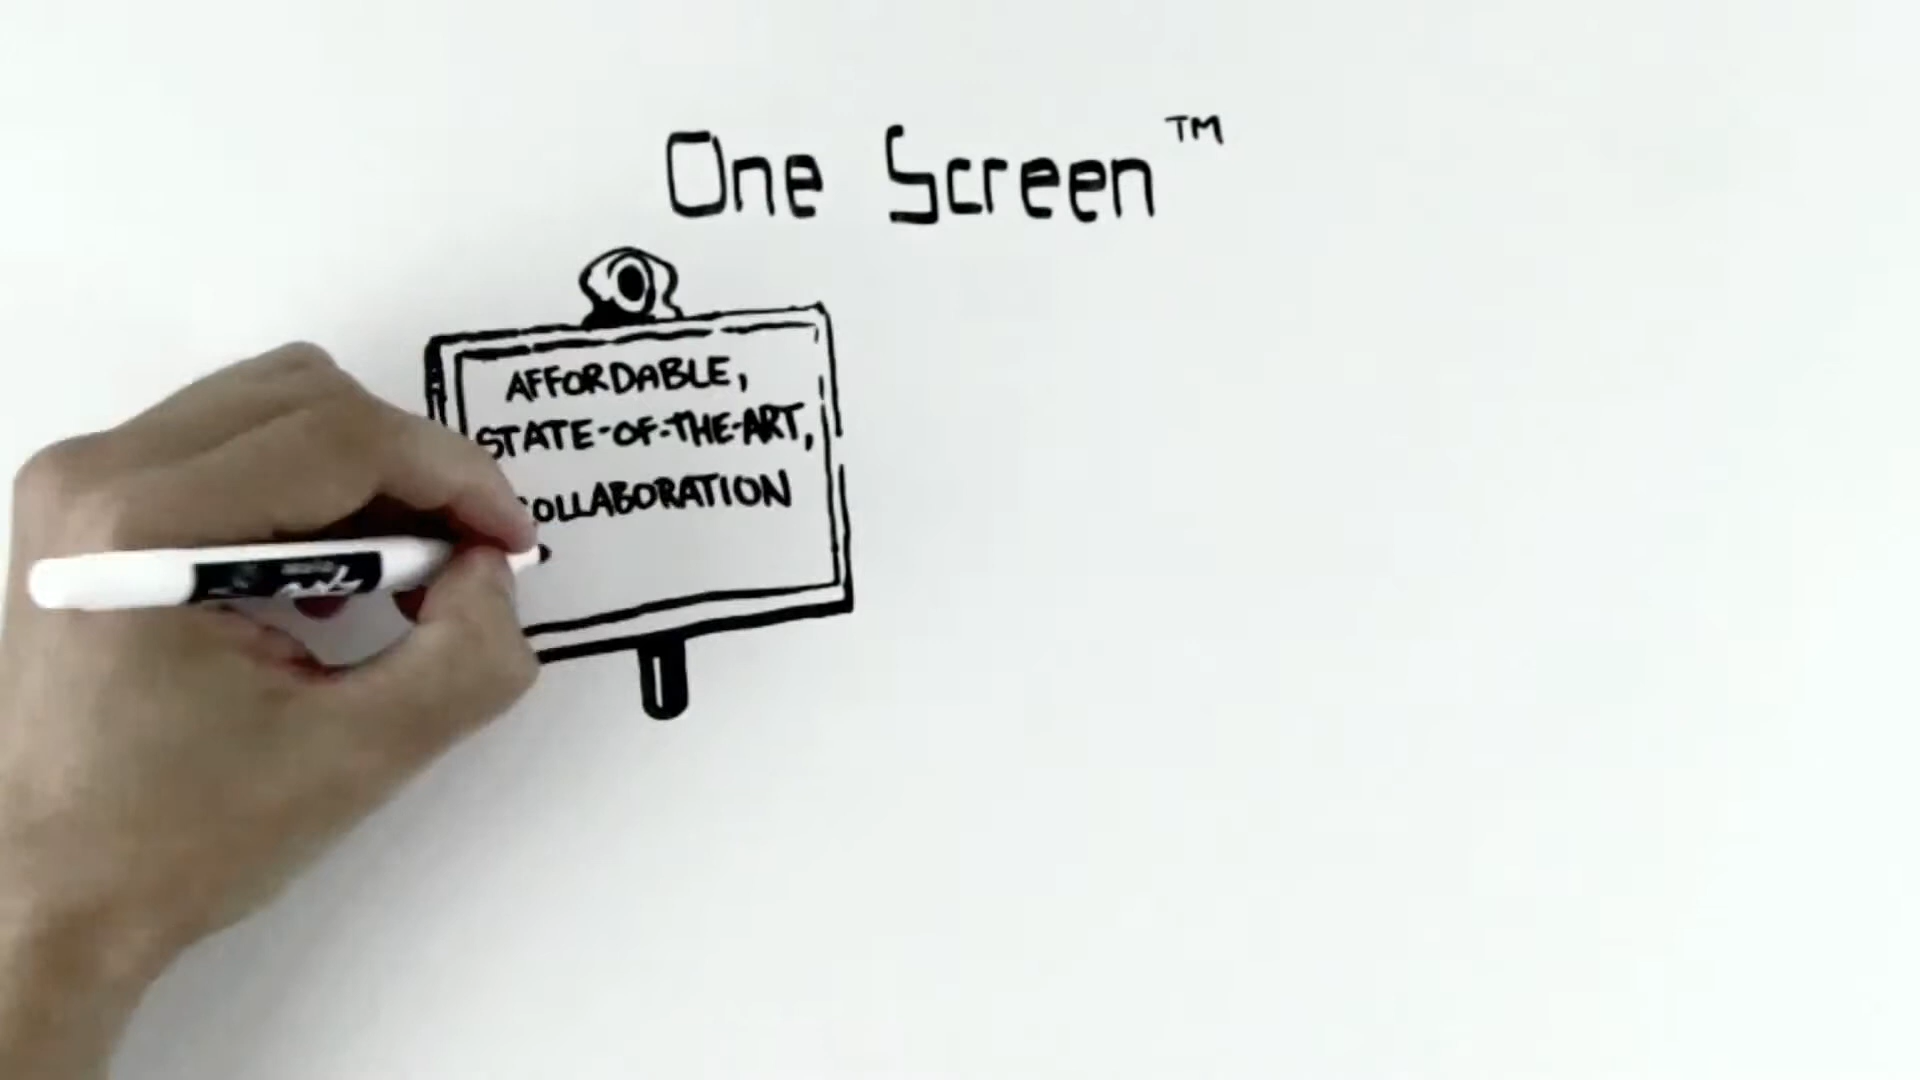 One Screen™
AFFORDABLE,
STATE-OF-THE-ART,
COLLABORATION